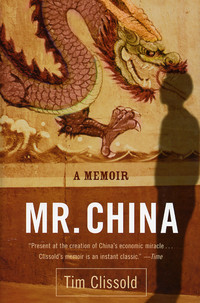 A MEMOIR
MR. CHINA
"Present at the creation of China's economic miracle . . .
Clissold's memoir is an instant classic." —Time
Tim Clissold